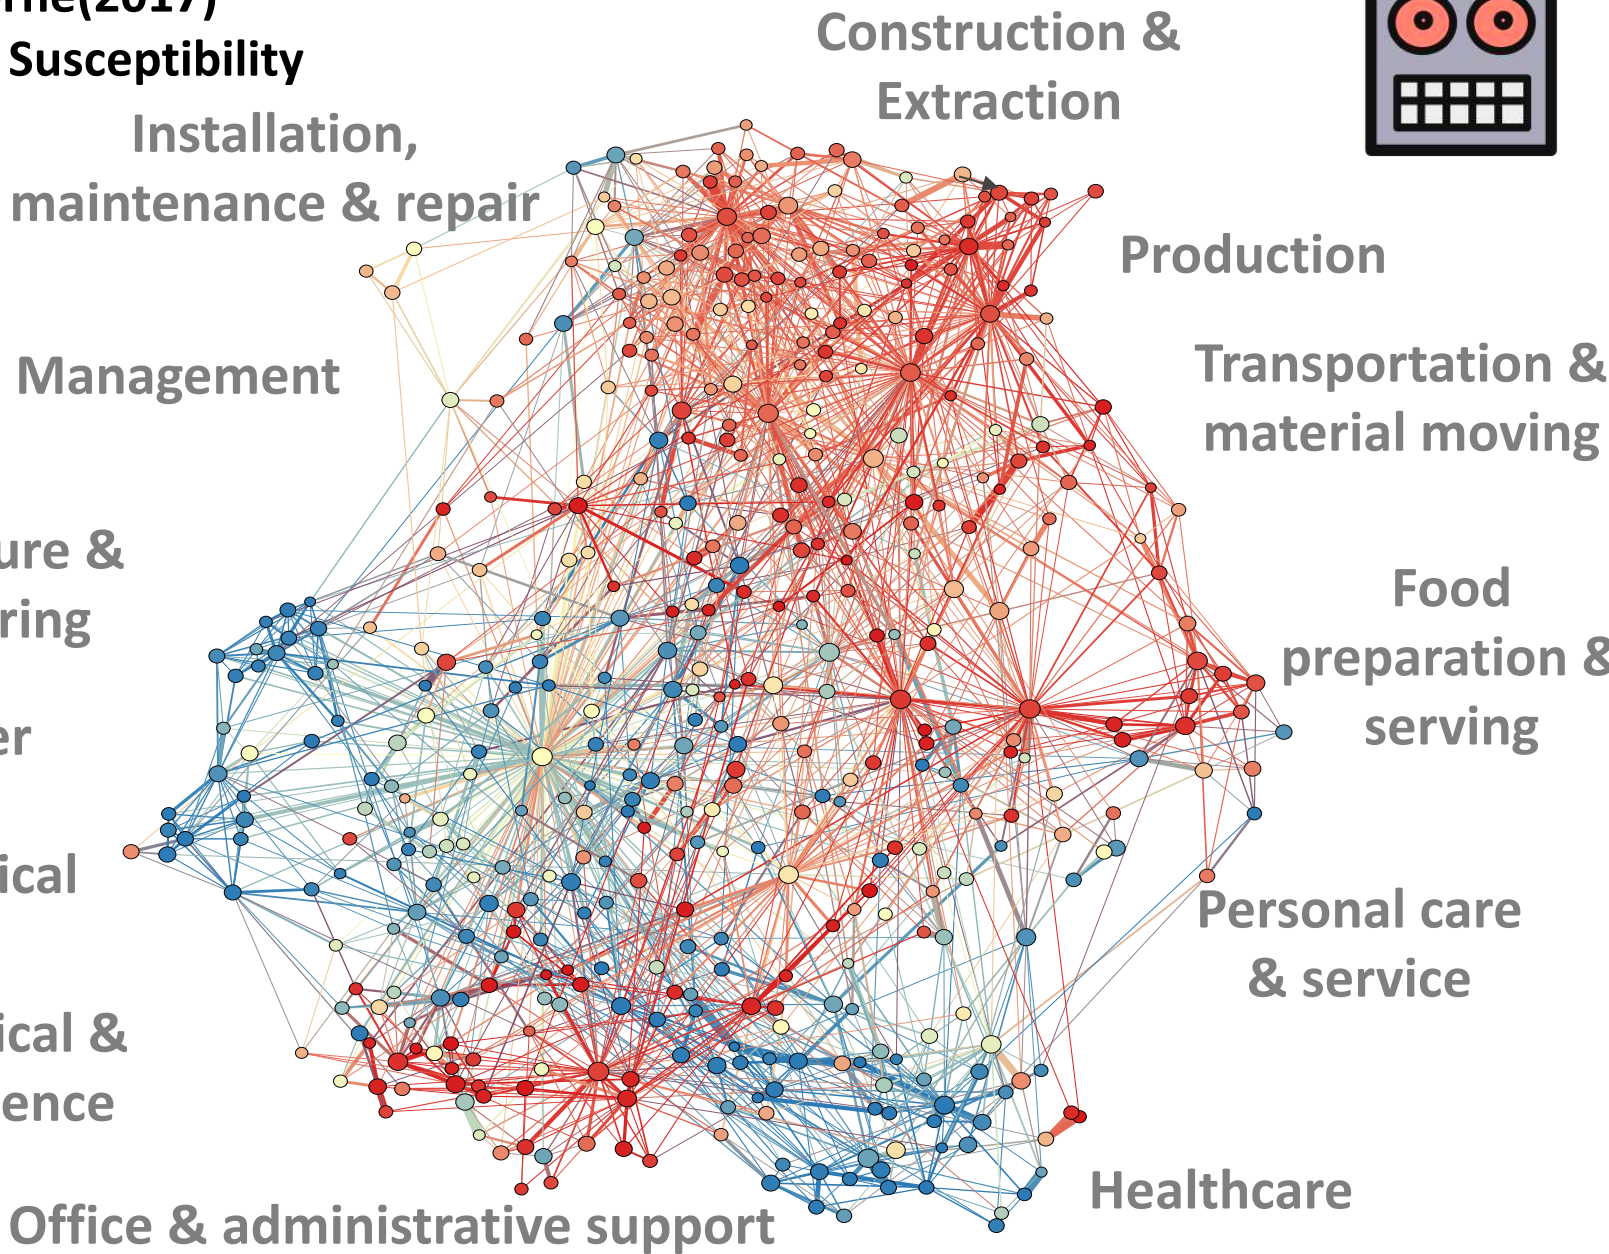 Susceptibility
Construction &
Extraction
Installation,
maintenance & repair
Production
Management
Transportation &
material moving
Food
preparation &
serving
Personal care
& service
Healthcare
Office & administrative support
(2017)
ure &
ring
er
ical
ical &
ence